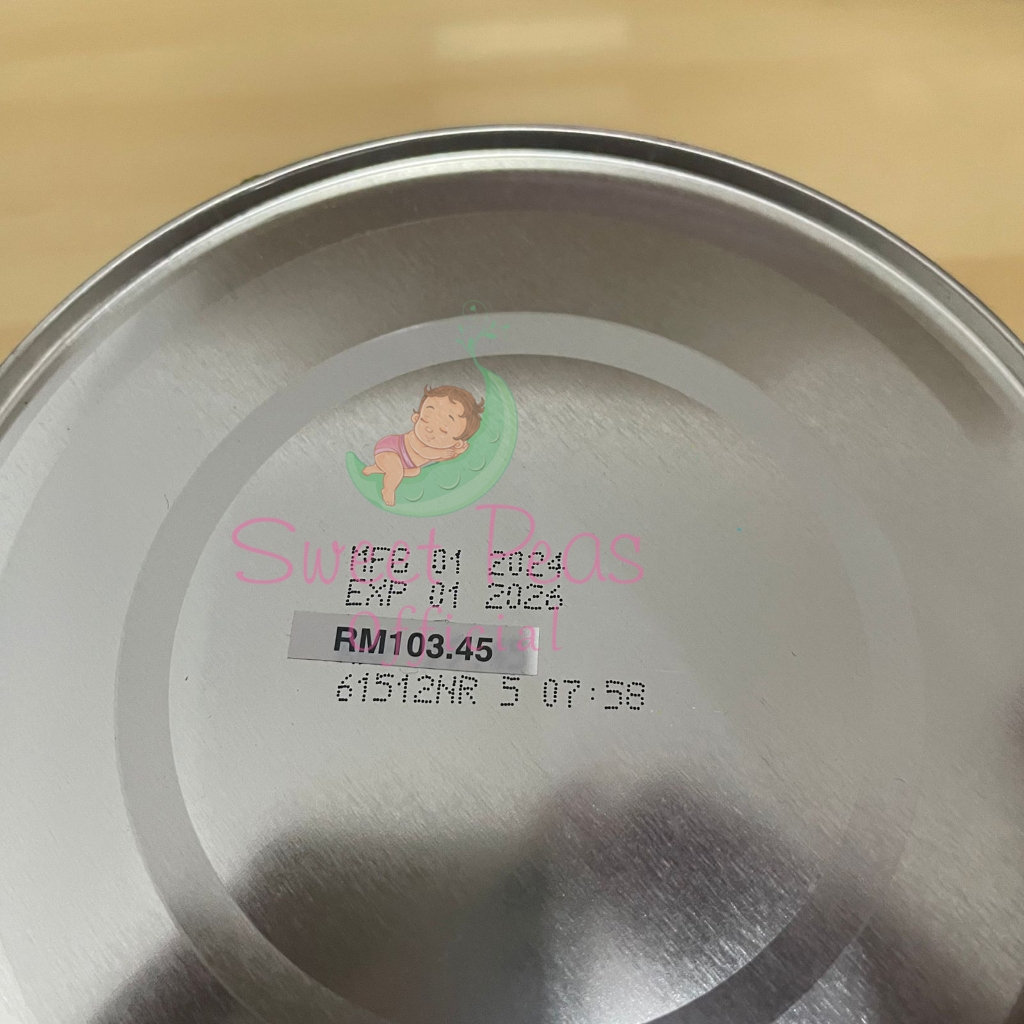 Sweet Peas
Official
MFG 01 2024
EXP 01 2026
RM103.45
61512NR 5 07:58